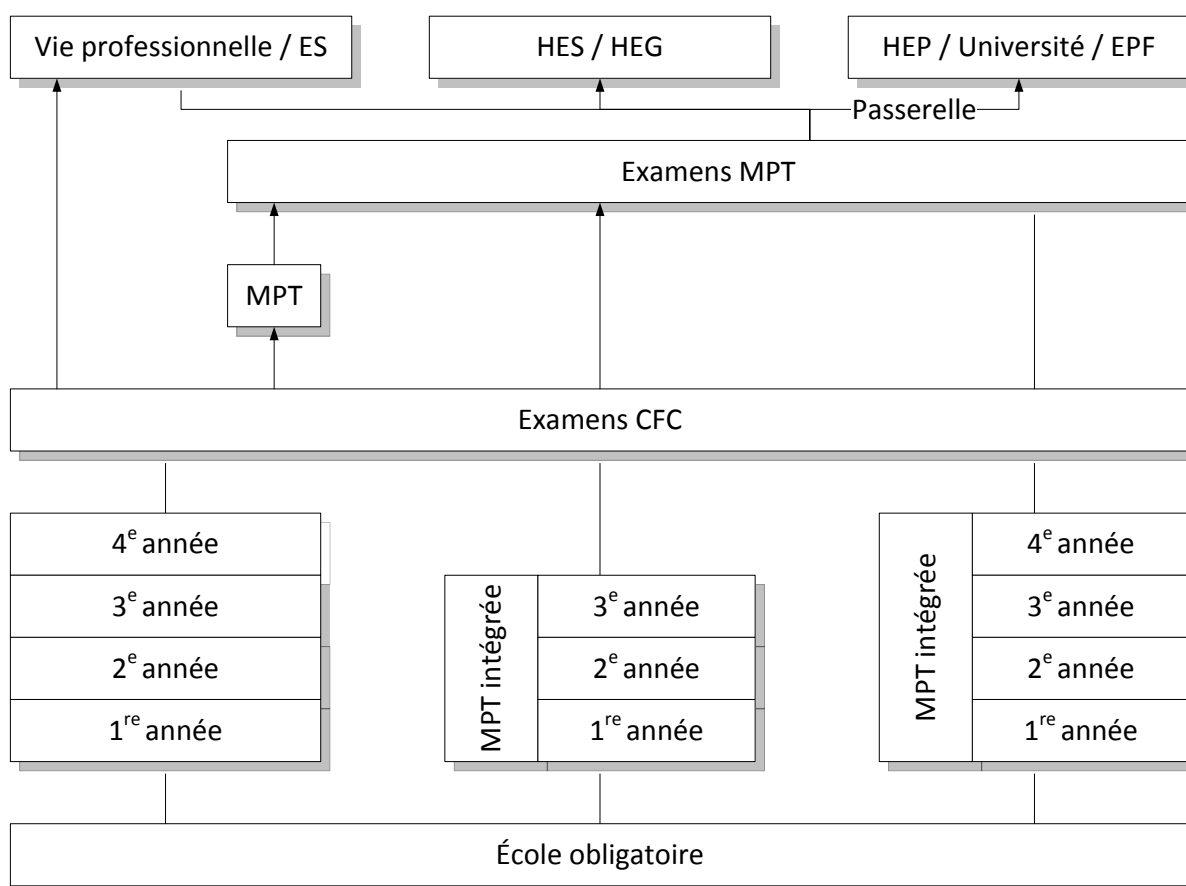 Vie professionnelle / ES
HES / HEG
HEP / Université / EPF
Passerelle
Examens MPT
MPT
Examens CFC
4e année
3e année
2e année
1re année
MPT intégrée
3e année
2e année
1re année
MPT intégrée
4e année
3e année
2e année
1re année
École obligatoire